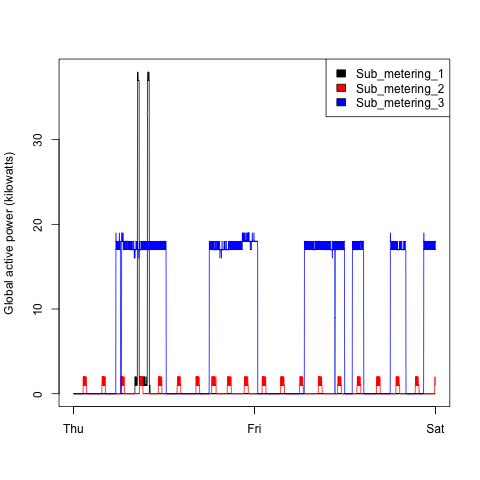 Sub_metering_1
Sub_metering_2
Sub_metering_3
Global active power (kilowatts)
30
20
10
0
Thu Fri Sat